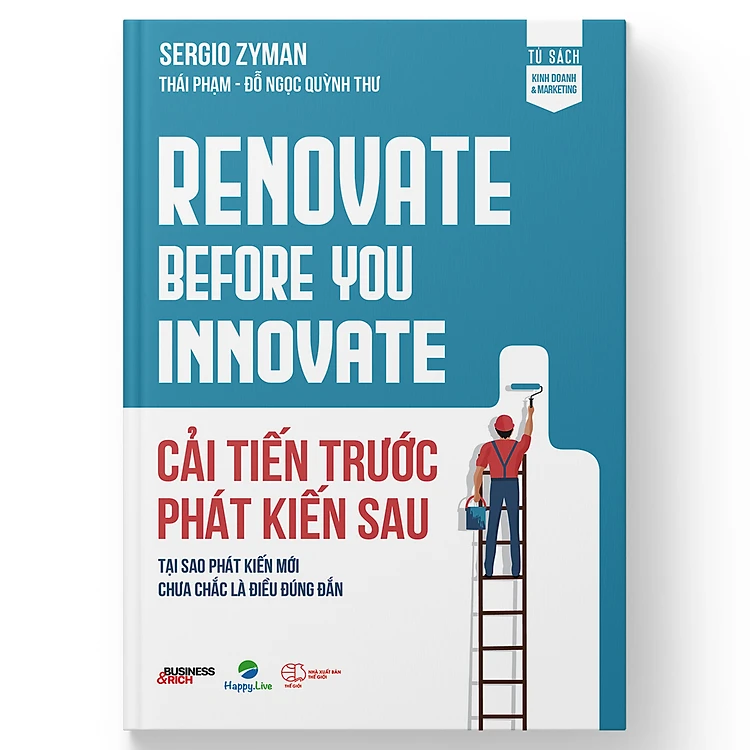 SERGIO ZYMAN
THÁI PHẠM - ĐỖ NGỌC QUỲNH THƯ
TỦ SÁCH
KINH DOANH
& MARKETING
RENOVATE
BEFORE YOU
INNOVATE
CẢI TIẾN TRƯỚC
PHÁT KIẾN SAU
TẠI SAO PHÁT KIẾN MỚI
CHƯA CHẮC LÀ ĐIỀU ĐÚNG ĐẮN
BUSINESS
&RICH
Happy.Live
THẾ GIỚI
NHÀ XUẤT BẢN
THẾ GIỚI